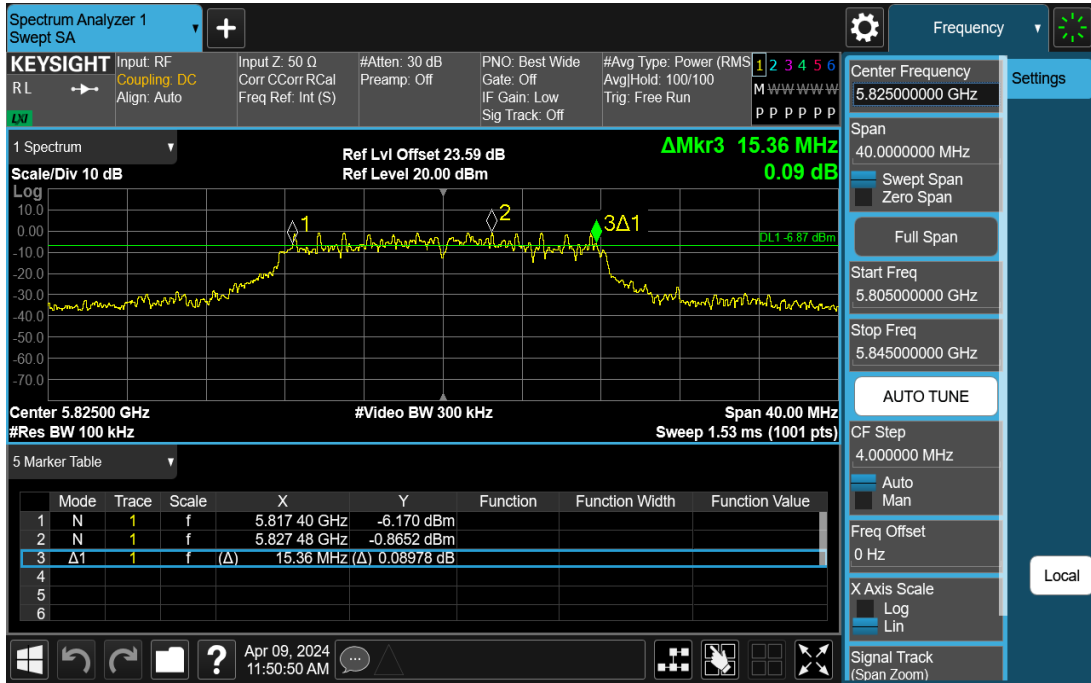 Spectrum Analyzer 1
Swept SA
+
Frequency
KEYSIGHT
RL
LXI
Input: RF
Coupling: DC
Align: Auto
Input Z: 50 Ω
Corr CCorr RCal
Freq Ref: Int (S)
#Atten: 30 dB
Preamp: Off
PNO: Best Wide
Gate: Off
IF Gain: Low
Sig Track: Off
#Avg Type: Power (RMS
Avg|Hold: 100/100
Trig: Free Run
1 2 3 4 5 6
M W W W W W
P P P P P P
1 Spectrum
Scale/Div 10 dB
Ref Lvl Offset 23.59 dB
Ref Level 20.00 dBm
ΔMkr3 15.36 MHz
0.09 dB
Log
10.0
0.00
-10.0
-20.0
-30.0
-40.0
-50.0
-60.0
-70.0
1
2
3Δ1
DL1 -6.87 dBm
Center 5.82500 GHz
#Res BW 100 kHz
#Video BW 300 kHz
Span 40.00 MHz
Sweep 1.53 ms (1001 pts)
5 Marker Table
Mode Trace Scale X Y Function Function Width Function Value
1 N 1 f 5.817 40 GHz -6.170 dBm
2 N 1 f 5.827 48 GHz -0.8652 dBm
3 Δ1 1 f (Δ) 15.36 MHz (Δ) 0.08978 dB
4
5
6
?
Apr 09, 2024
11:50:50 AM
Center Frequency
5.825000000 GHz
Span
40.0000000 MHz
Swept Span
Zero Span
Full Span
Start Freq
5.805000000 GHz
Stop Freq
5.845000000 GHz
AUTO TUNE
CF Step
4.000000 MHz
Auto
Man
Freq Offset
0 Hz
X Axis Scale
Log
Lin
Signal Track
(Span Zoom)
Settings
Local